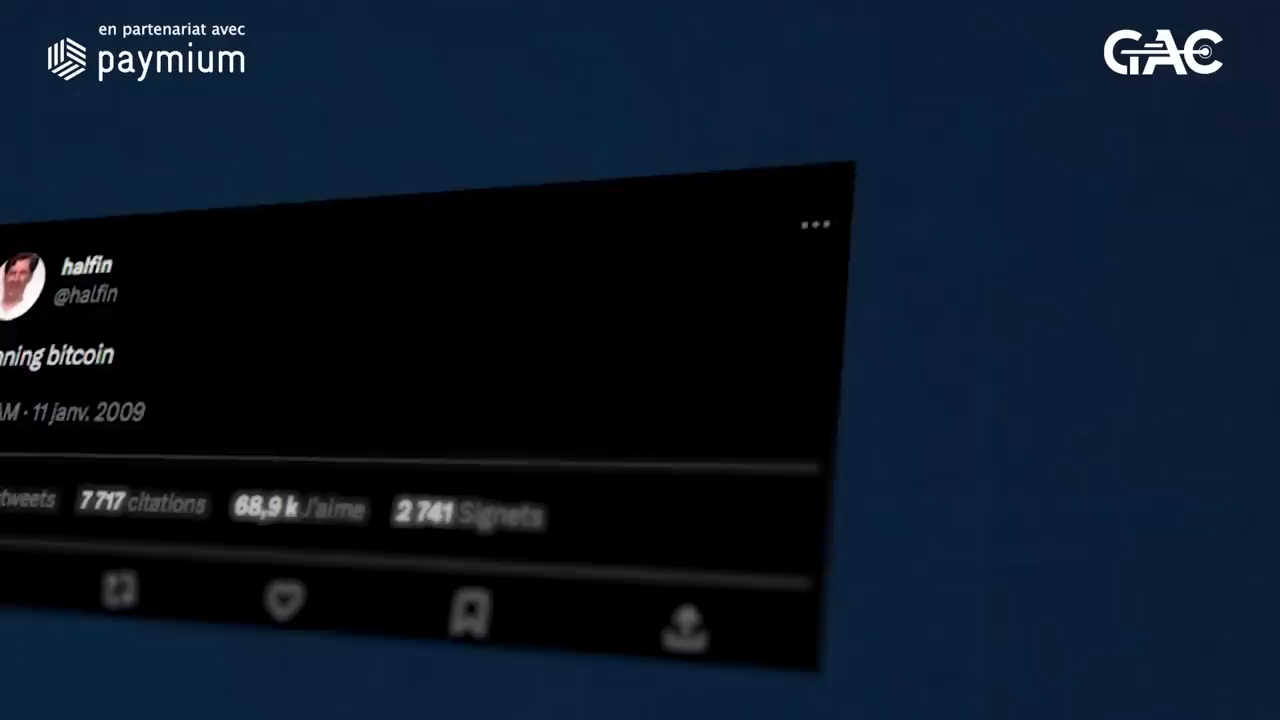 en partenariat avec
paymium
GAC
halfin
@halfin
nning bitcoin
AM · 11 janv. 2009
tweets 7 717 citations 68,9 k J'aime 2 741 Signets